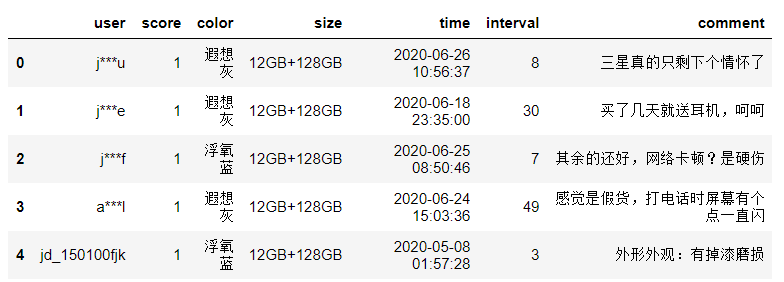 user score color size time interval comment
0 j***u 1 遐想灰 12GB+128GB 2020-06-26 10:56:37 8 三星真的只剩下个情怀了
1 j***e 1 遐想灰 12GB+128GB 2020-06-18 23:35:00 30 买了几天就送耳机，呵呵
2 j***f 1 浮氧蓝 12GB+128GB 2020-06-25 08:50:46 7 其余的还好，网络卡顿？是硬伤
3 a***l 1 遐想灰 12GB+128GB 2020-06-24 15:03:36 49 感觉是假货，打电话时屏幕有个点一直闪
4 jd_150100fjk 1 浮氧蓝 12GB+128GB 2020-05-08 01:57:28 3 外形外观：有掉漆磨损